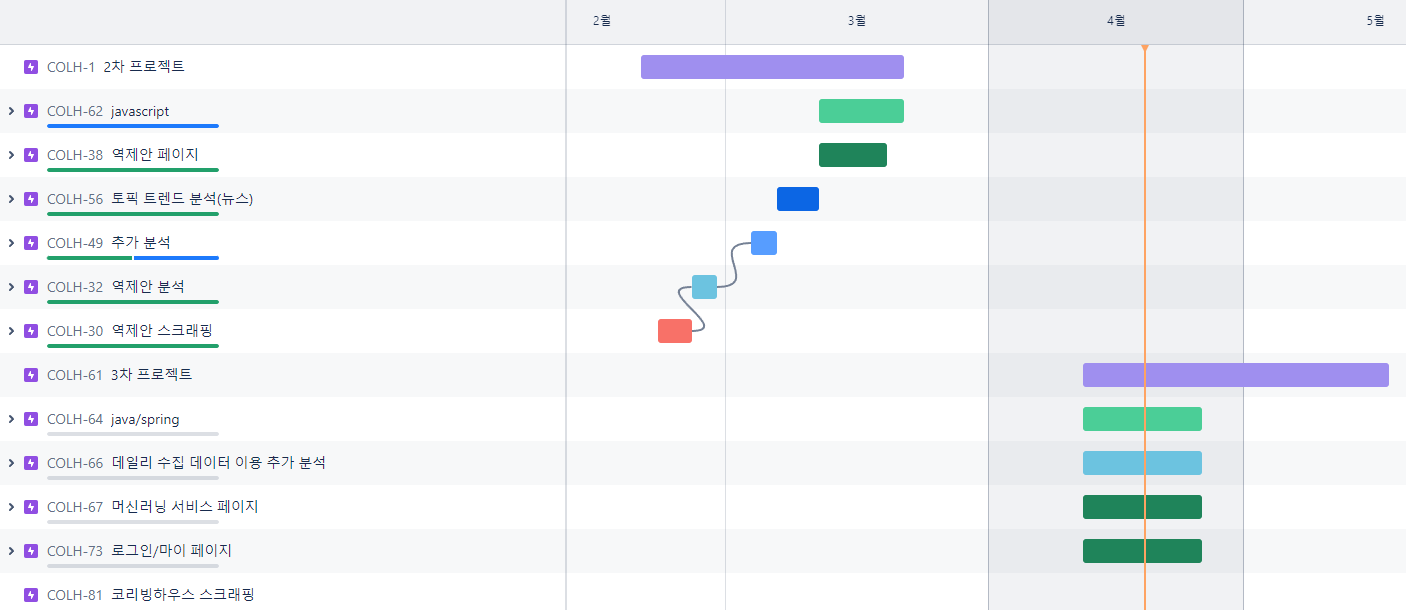 2월
3월
4월
5월
COLH-1 2차 프로젝트
COLH-62 javascript
COLH-38 역제안 페이지
COLH-56 토픽 트렌드 분석(뉴스)
COLH-49 추가 분석
COLH-32 역제안 분석
COLH-30 역제안 스크래핑
COLH-61 3차 프로젝트
COLH-64 java/spring
COLH-66 데일리 수집 데이터 이용 추가 분석
COLH-67 머신러닝 서비스 페이지
COLH-73 로그인/마이 페이지
COLH-81 코리빙하우스 스크래핑